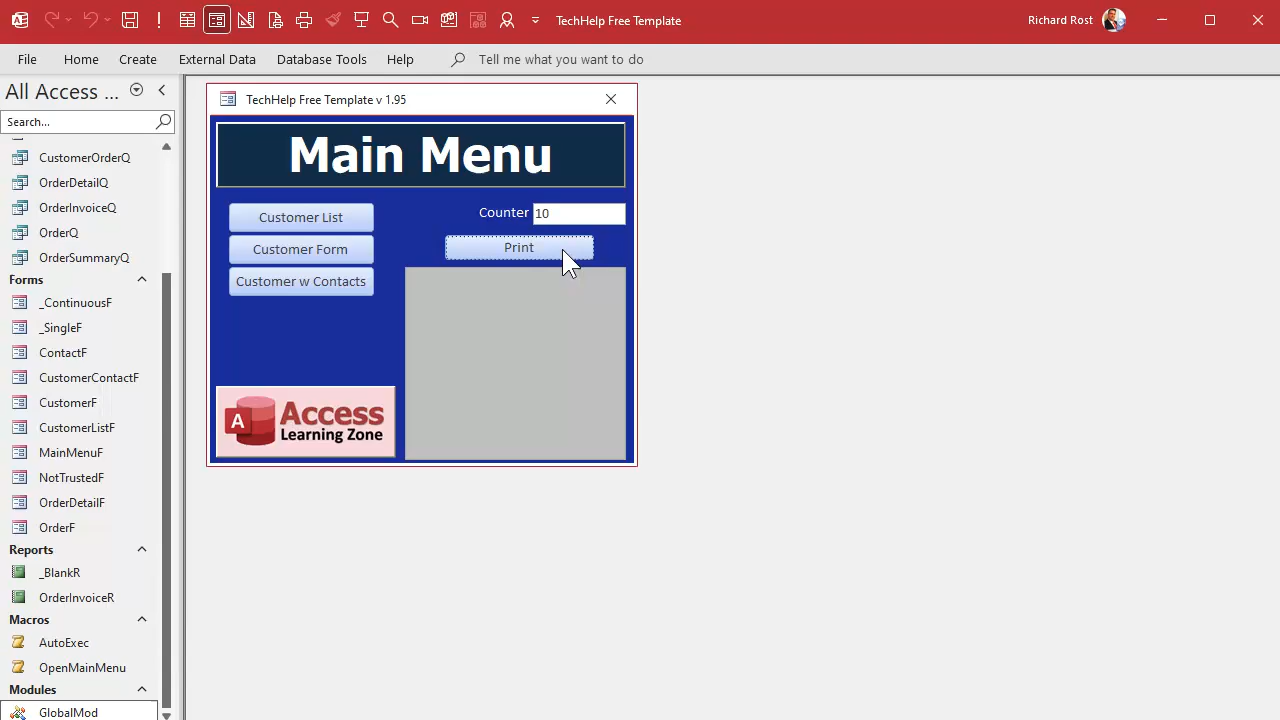 TechHelp Free Template
Richard Rost
File
Home
Create
External Data
Database Tools
Help
Tell me what you want to do
All Access ...
Search...
CustomerOrderQ
OrderDetailQ
OrderInvoiceQ
OrderQ
OrderSummaryQ
Forms
_ContinuousF
_SingleF
ContactF
CustomerContactF
CustomerF
CustomerListF
MainMenuF
NotTrustedF
OrderDetailF
OrderF
Reports
_BlankR
OrderInvoiceR
Macros
AutoExec
OpenMainMenu
Modules
GlobalMod
TechHelp Free Template v 1.95
Main Menu
Customer List
Customer Form
Customer w Contacts
Counter 10
Print
A Access
Learning Zone